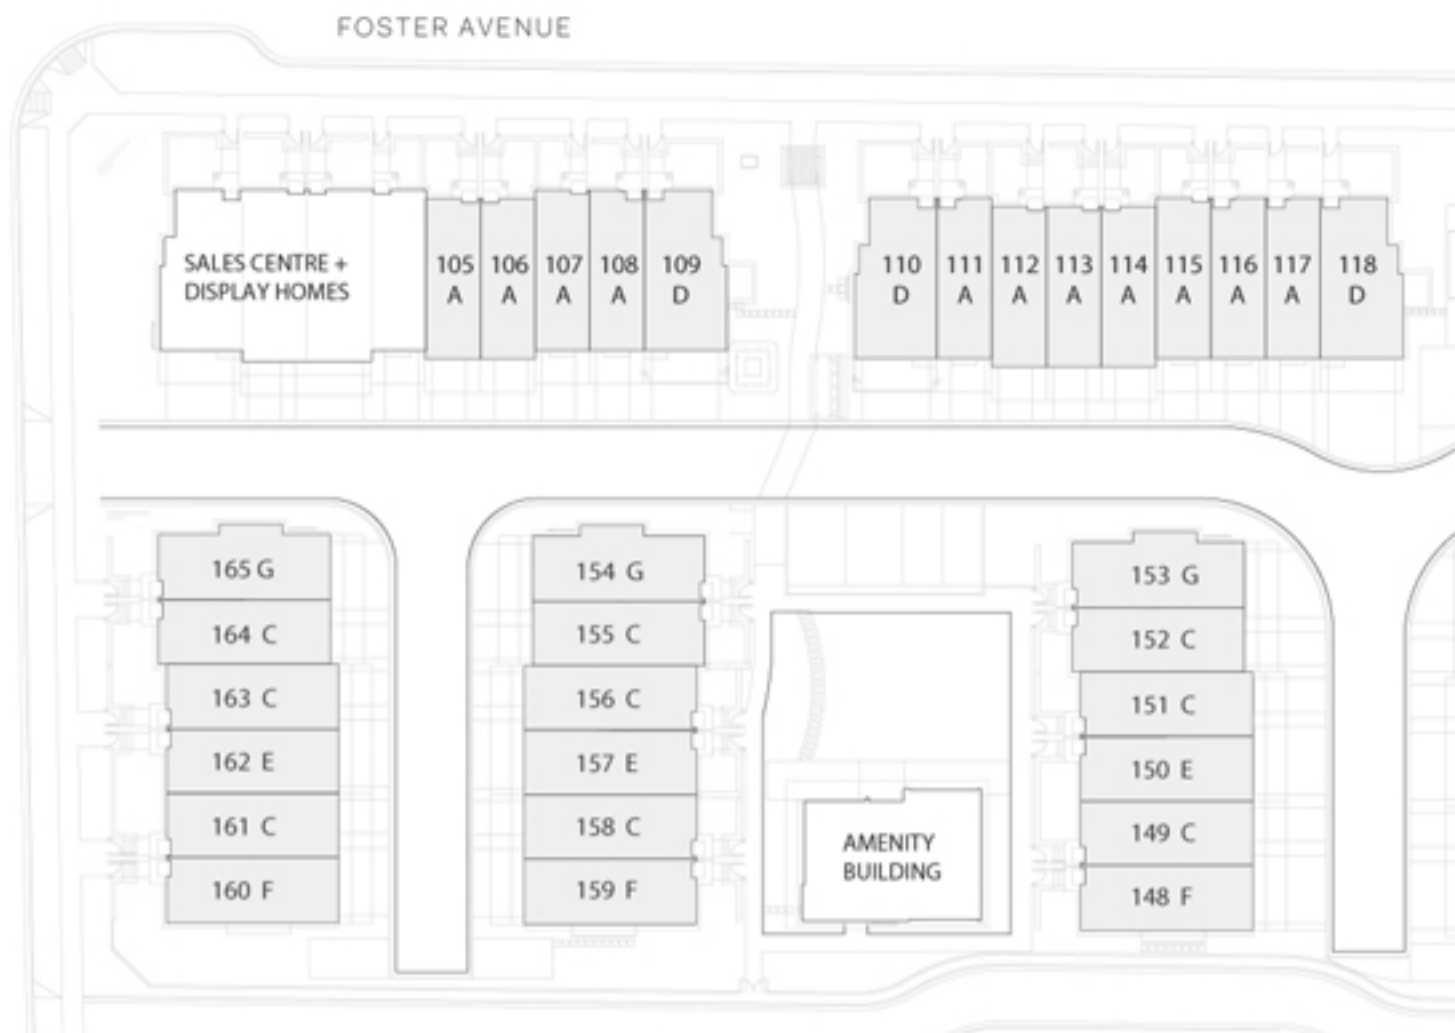 FOSTER AVENUE
SALES CENTRE +
DISPLAY HOMES
105 106 107 108 109
A A A A D
110 111 112 113 114 115 116 117 118
D A A A A A A A D
165 G
164 C
163 C
162 E
161 C
160 F
154 G
155 C
156 C
157 E
158 C
159 F
AMENITY
BUILDING
153 G
152 C
151 C
150 E
149 C
148 F